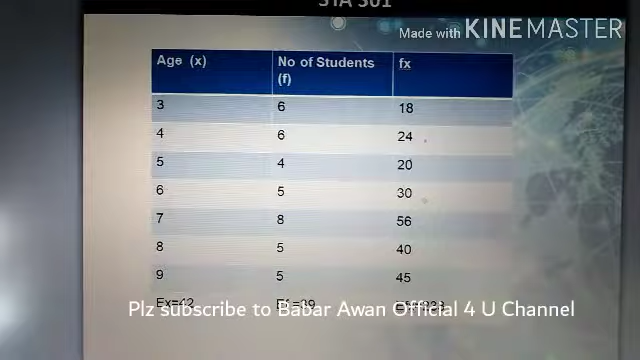 STA 301
Made with KINEMASTER
Age (x) No of Students (f) fx
3 6 18
4 6 24
5 4 20
6 5 30
7 8 56
8 5 40
9 5 45
Ex=42
Plz subscribe to Babar Awan Official 4 U Channel